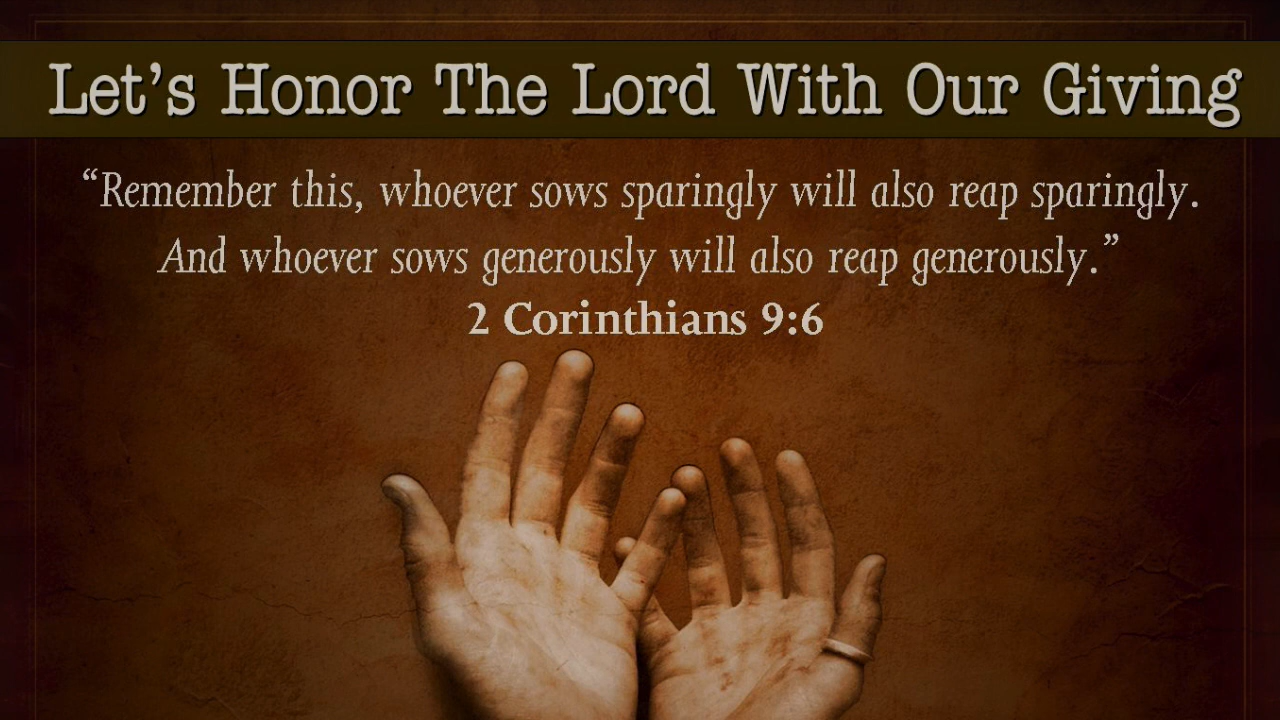 Let’s Honor The Lord With Our Giving
“Remember this, whoever sows sparingly will also reap sparingly.
And whoever sows generously will also reap generously.”
2 Corinthians 9:6